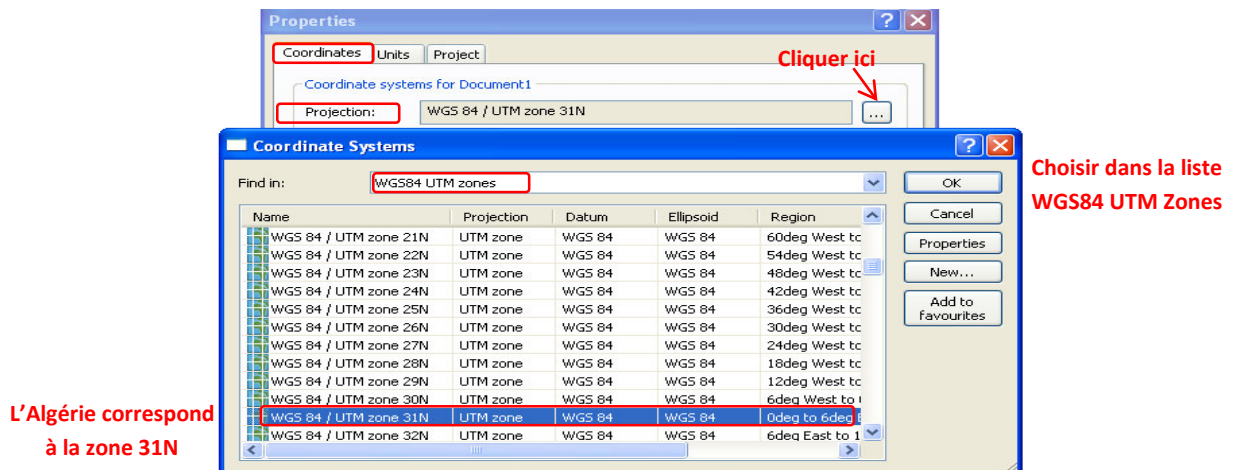 Properties
Coordinates Units Project
Cliquer ici
Coordinate systems for Document1
Projection: WGS 84 / UTM zone 31N ...
Coordinate Systems
Find in: WGS84 UTM zones OK
Choisir dans la liste
WGS84 UTM Zones
Name Projection Datum Ellipsoid Region Cancel
WGS 84 / UTM zone 21N UTM zone WGS 84 WGS 84 60deg West to
Properties
WGS 84 / UTM zone 22N UTM zone WGS 84 WGS 84 54deg West to
WGS 84 / UTM zone 23N UTM zone WGS 84 WGS 84 48deg West to
New...
WGS 84 / UTM zone 24N UTM zone WGS 84 WGS 84 42deg West to
Add to
favourites
WGS 84 / UTM zone 25N UTM zone WGS 84 WGS 84 36deg West to
WGS 84 / UTM zone 26N UTM zone WGS 84 WGS 84 30deg West to
WGS 84 / UTM zone 27N UTM zone WGS 84 WGS 84 24deg West to
WGS 84 / UTM zone 28N UTM zone WGS 84 WGS 84 18deg West to
WGS 84 / UTM zone 29N UTM zone WGS 84 WGS 84 12deg West to
WGS 84 / UTM zone 30N UTM zone WGS 84 WGS 84 6deg West to
WGS 84 / UTM zone 31N UTM zone WGS 84 WGS 84 0deg to 6deg
WGS 84 / UTM zone 32N UTM zone WGS 84 WGS 84 6deg East to 1
L'Algérie correspond
à la zone 31N